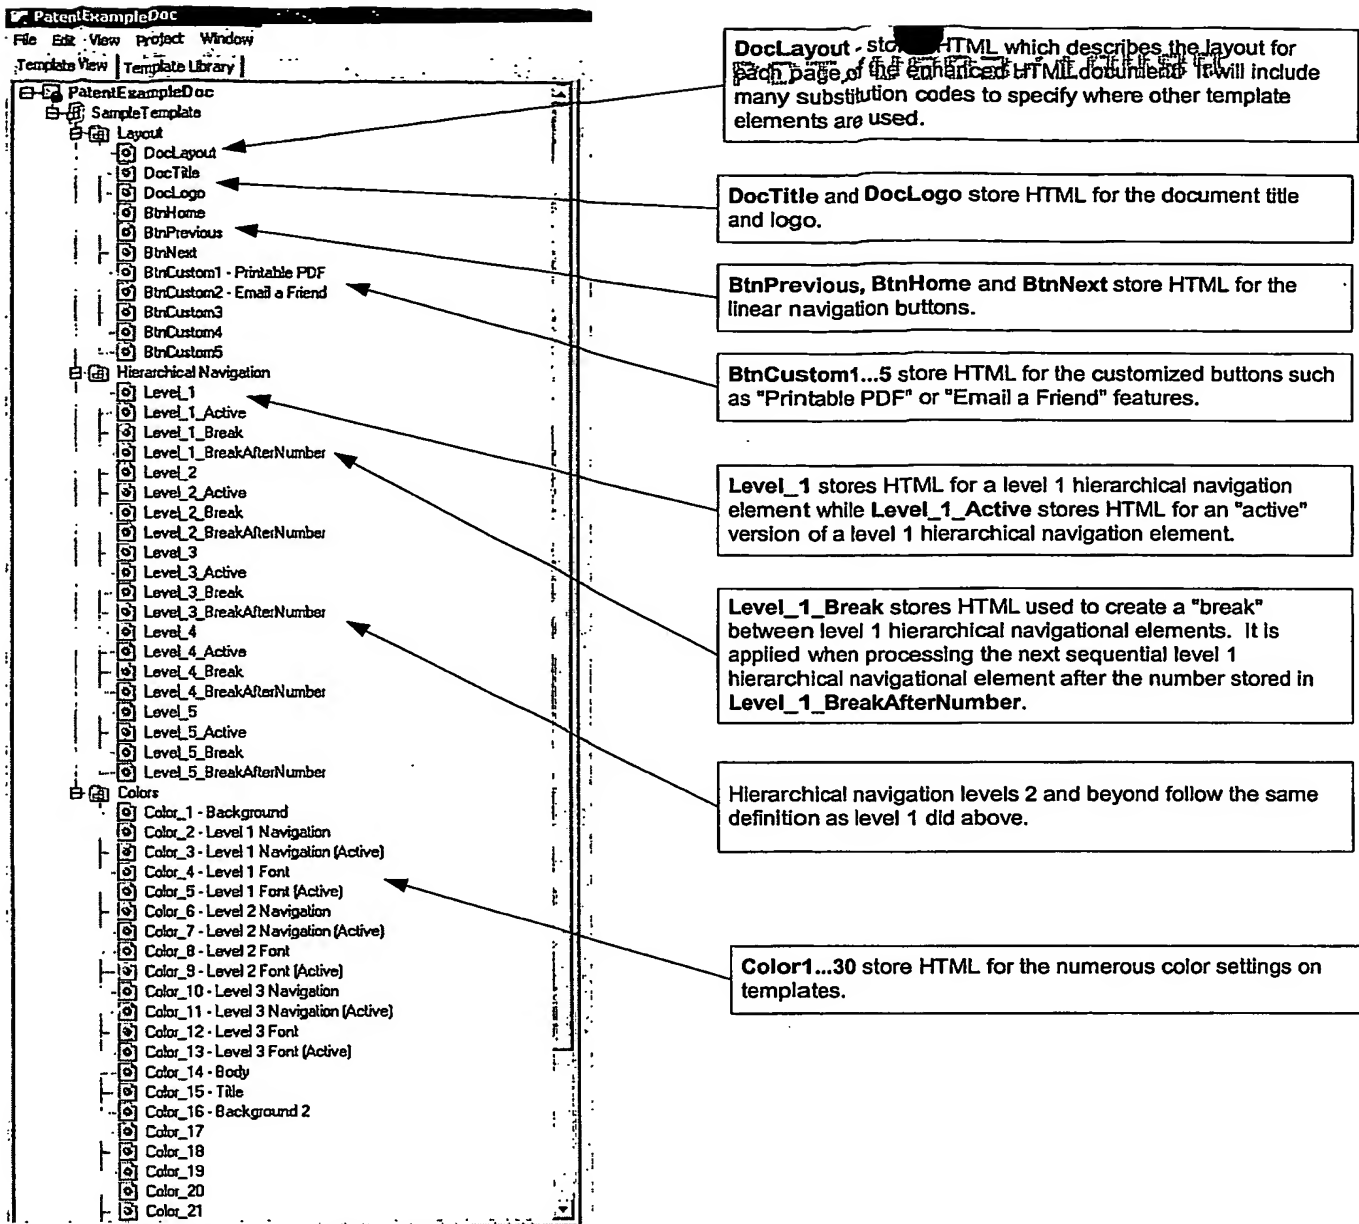 PatentExampleDoc
File Edit View Project Window
Template View Template Library
PatentExampleDoc
SampleTemplate
Layout
DocLayout
DocTitle
DocLogo
BtnHome
BtnPrevious
BtnNext
BtnCustom1 - Printable PDF
BtnCustom2 - Email a Friend
BtnCustom3
BtnCustom4
BtnCustom5
Hierarchical Navigation
Level_1
Level_1_Active
Level_1_Break
Level_1_BreakAfterNumber
Level_2
Level_2_Active
Level_2_Break
Level_2_BreakAfterNumber
Level_3
Level_3_Active
Level_3_Break
Level_3_BreakAfterNumber
Level_4
Level_4_Active
Level_4_Break
Level_4_BreakAfterNumber
Level_5
Level_5_Active
Level_5_Break
Level_5_BreakAfterNumber
Colors
Color_1 - Background
Color_2 - Level 1 Navigation
Color_3 - Level 1 Navigation (Active)
Color_4 - Level 1 Font
Color_5 - Level 1 Font (Active)
Color_6 - Level 2 Navigation
Color_7 - Level 2 Navigation (Active)
Color_8 - Level 2 Font
Color_9 - Level 2 Font (Active)
Color_10 - Level 3 Navigation
Color_11 - Level 3 Navigation (Active)
Color_12 - Level 3 Font
Color_13 - Level 3 Font (Active)
Color_14 - Body
Color_15 - Title
Color_16 - Background 2
Color_17
Color_18
Color_19
Color_20
Color_21
DocLayout - HTML which describes the layout for
each page of the enhanced HTML document. It will include
many substitution codes to specify where other template
elements are used.
DocTitle and DocLogo store HTML for the document title
and logo.
BtnPrevious, BtnHome and BtnNext store HTML for the
linear navigation buttons.
BtnCustom1...5 store HTML for the customized buttons such
as "Printable PDF" or "Email a Friend" features.
Level_1 stores HTML for a level 1 hierarchical navigation
element while Level_1_Active stores HTML for an "active"
version of a level 1 hierarchical navigation element.
Level_1_Break stores HTML used to create a "break"
between level 1 hierarchical navigational elements. It is
applied when processing the next sequential level 1
hierarchical navigational element after the number stored in
Level_1_BreakAfterNumber.
Hierarchical navigation levels 2 and beyond follow the same
definition as level 1 did above.
Color1...30 store HTML for the numerous color settings on
templates.